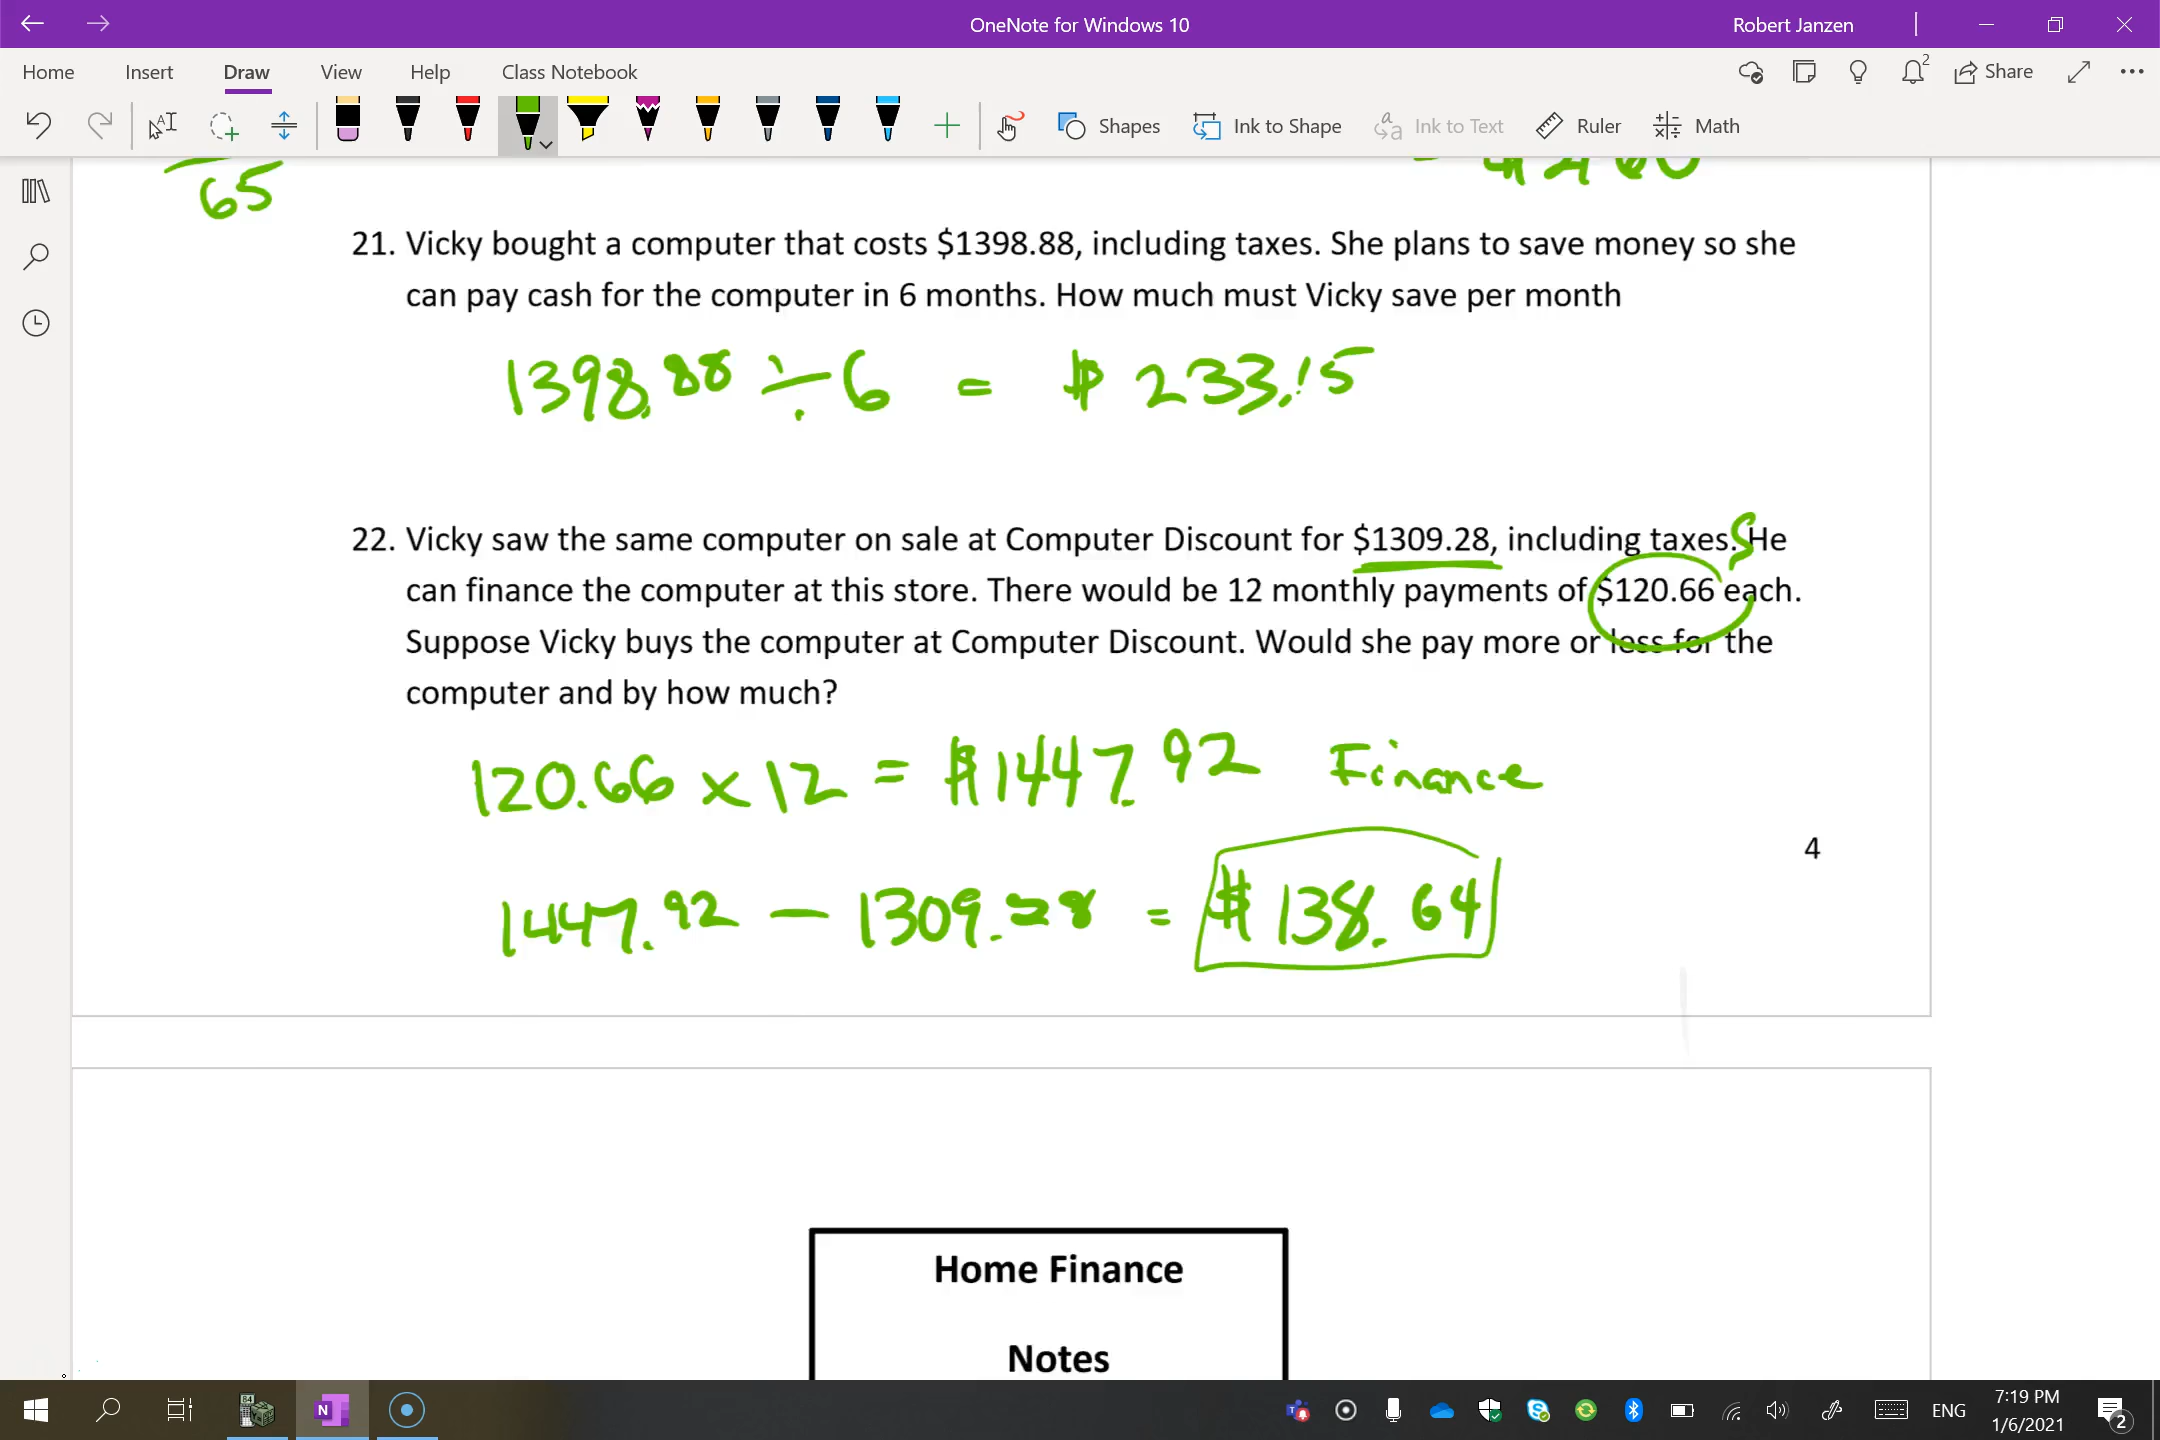 OneNote for Windows 10
Robert Janzen
Home Insert Draw View Help Class Notebook
2
Share
Shapes Ink to Shape Ink to Text Ruler Math
65
21. Vicky bought a computer that costs $1398.88, including taxes. She plans to save money so she
can pay cash for the computer in 6 months. How much must Vicky save per month
1398.88 ÷ 6 = $ 233.15
22. Vicky saw the same computer on sale at Computer Discount for $1309.28, including taxes. SHe
can finance the computer at this store. There would be 12 monthly payments of $120.66 each.
Suppose Vicky buys the computer at Computer Discount. Would she pay more or less for the
computer and by how much?
120.66 x 12 = $1447.92 Finance
4
1447.92 - 1309.28 = $ 138.64
Home Finance
Notes
84
N
ENG
7:19 PM
1/6/2021
2